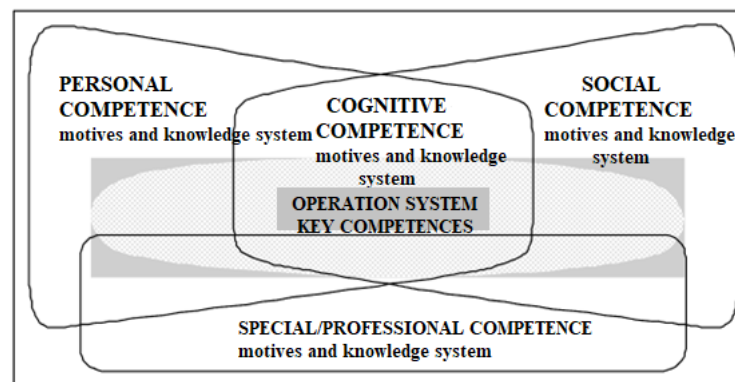 PERSONAL
COMPETENCE
motives and knowledge system
COGNITIVE
COMPETENCE
motives and knowledge
system
SOCIAL
COMPETENCE
motives and knowledge
system
OPERATION SYSTEM
KEY COMPETENCES
SPECIAL/PROFESSIONAL COMPETENCE
motives and knowledge system